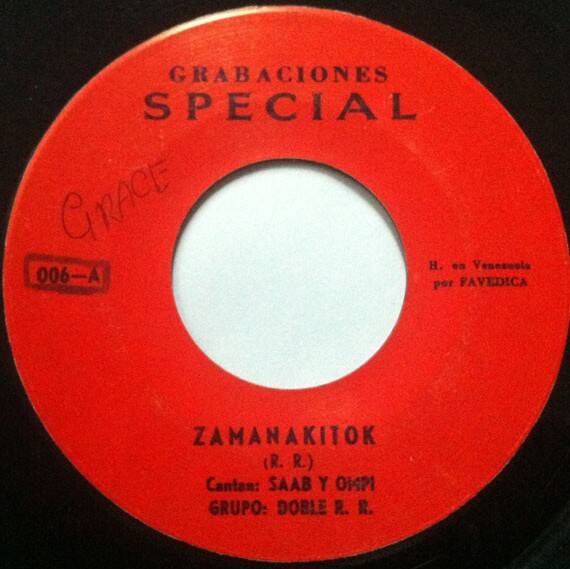 GRABACIONES
SPECIAL
GRACE
006-A
H. en Venezuela
por FAVEDICA
ZAMANAKITOK
(R. R.)
Cantan: SAAB Y OMPI
GRUPO: DOBLE R. R.